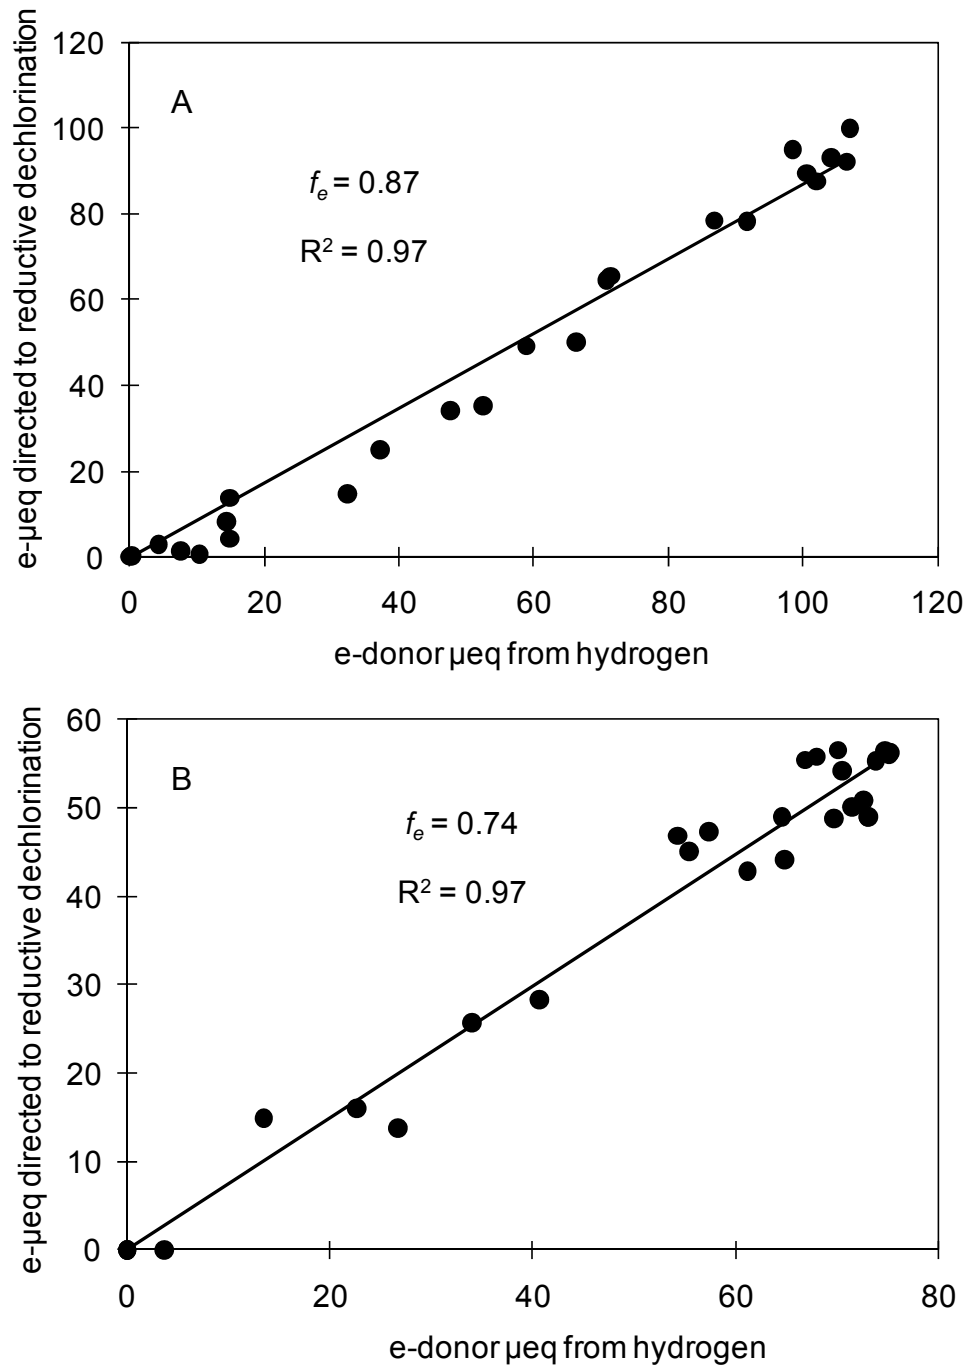 120
A
100
fe = 0.87
80
R² = 0.97
60
40
20
0
0 20 40 60 80 100 120
e-donor µeq from hydrogen
e-µeq directed to reductive dechlorination
60
B
50
fe = 0.74
40
R² = 0.97
30
20
10
0
0 20 40 60 80
e-donor µeq from hydrogen
e-µeq directed to reductive dechlorination